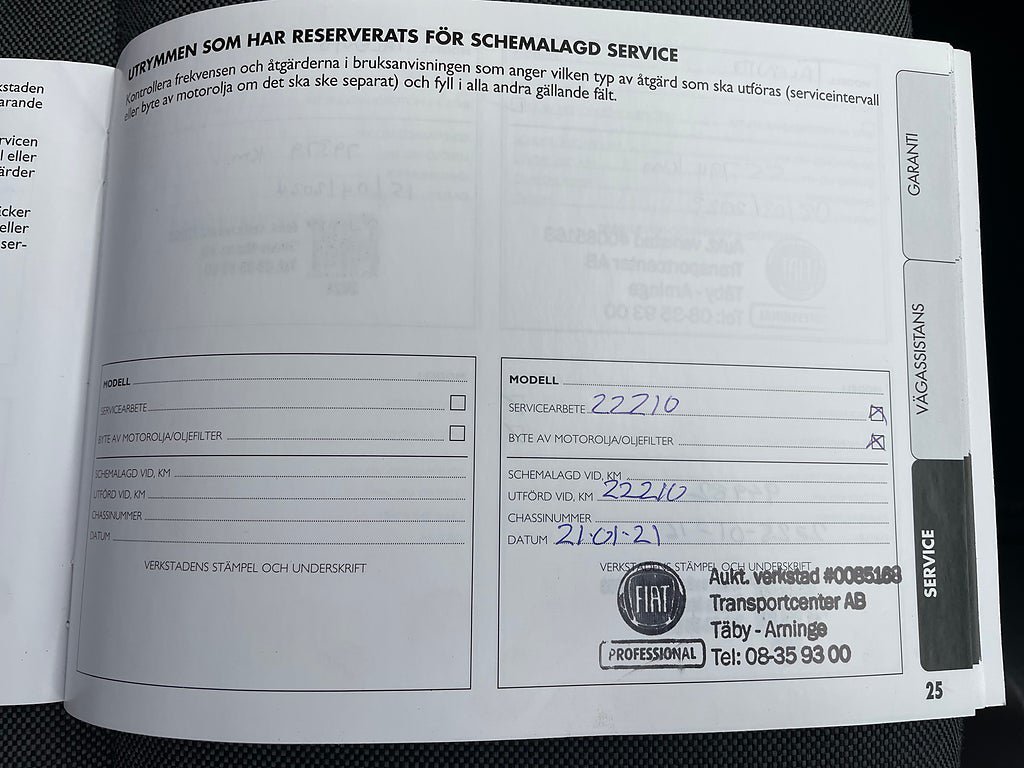 kstaden
arande
rvicen
l eller
ärder
icker
eller
ser-
UTRYMMEN SOM HAR RESERVERATS FÖR SCHEMALAGD SERVICE
Kontrollera frekvensen och åtgärderna i bruksanvisningen som anger vilken typ av åtgärd som ska utföras (serviceintervall
eller byte av motorolja om det ska ske separat) och fyll i alla andra gällande fält.
MODELL
SERVICEARBETE
BYTE AV MOTOROLJA/OLJEFILTER
SCHEMALAGD VID, KM
UTFÖRD VID, KM
CHASSINUMMER
DATUM
VERKSTADENS STÄMPEL OCH UNDERSKRIFT
MODELL
SERVICEARBETE 22210
BYTE AV MOTOROLJA/OLJEFILTER
SCHEMALAGD VID, KM
UTFÖRD VID, KM 22210
CHASSINUMMER
DATUM 21-01-21
VERKSTADENS STÄMPEL OCH UNDERSKRIFT
FIAT
PROFESSIONAL
Aukt. verkstad #0085163
Transportcenter AB
Täby - Arninge
Tel: 08-35 93 00
GARANTI
VÄGASSISTANS
SERVICE
25